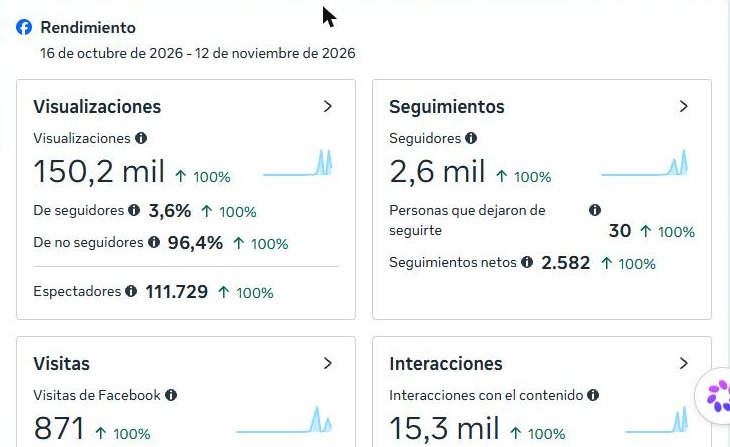 Rendimiento
16 de octubre de 2026 - 12 de noviembre de 2026
Visualizaciones
Visualizaciones
150,2 mil ↑ 100%
De seguidores 3,6% ↑ 100%
De no seguidores 96,4% ↑ 100%
Espectadores 111.729 ↑ 100%
Seguimientos
Seguidores
2,6 mil ↑ 100%
Personas que dejaron de
seguirte
30 ↑ 100%
Seguimientos netos 2.582 ↑ 100%
Visitas
Visitas de Facebook
871 ↑ 100%
Interacciones
Interacciones con el contenido
15,3 mil ↑ 100%